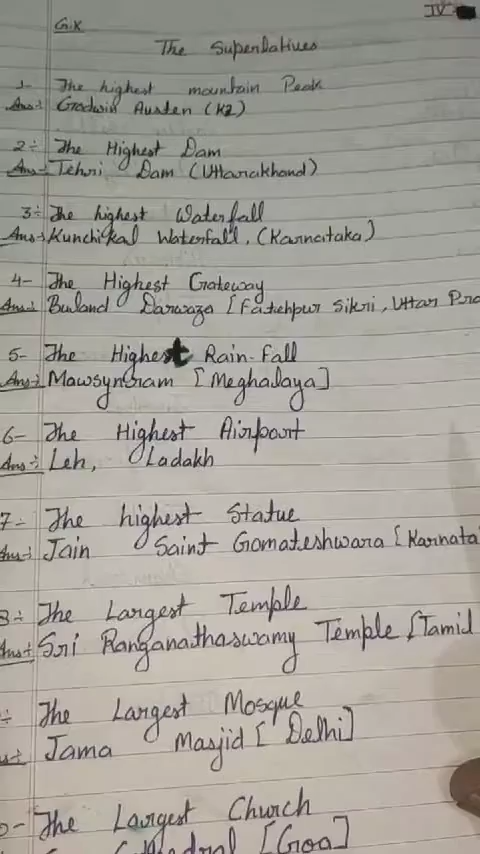 G.K
IV
The Superlatives
1- The highest mountain Peak
Ans:- Godwin Austen (K2)
2÷ The Highest Dam
Ans:- Tehri Dam (Uttarakhand)
3÷ The highest Waterfall
Ans:- Kunchikal Waterfall, (Karnataka)
4- The Highest Gateway
Ans:- Buland Darwaza [Fatehpur Sikri, Uttar Pra
5- The Highest Rain-Fall
Ans:- Mawsynram [Meghalaya]
6- The Highest Airport
Ans:- Leh, Ladakh
7- The highest Statue
Ans:- Jain Saint Gomateshwara [Karnata
8÷ The Largest Temple
Ans:- Sri Ranganathaswamy Temple [Tamil
÷ The Largest Mosque
Jama Masjid [Delhi]
0- The Largest Church
[Goa]